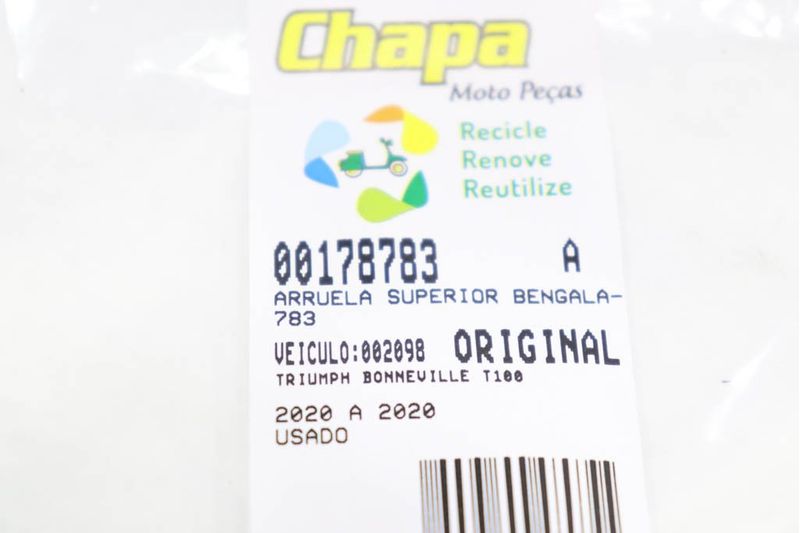 Chapa
Moto Peças
Recicle
Renove
Reutilize
00178783 A
ARRUELA SUPERIOR BENGALA-
783
VEICULO:002098 ORIGINAL
TRIUMPH BONNEVILLE T100
2020 A 2020
USADO